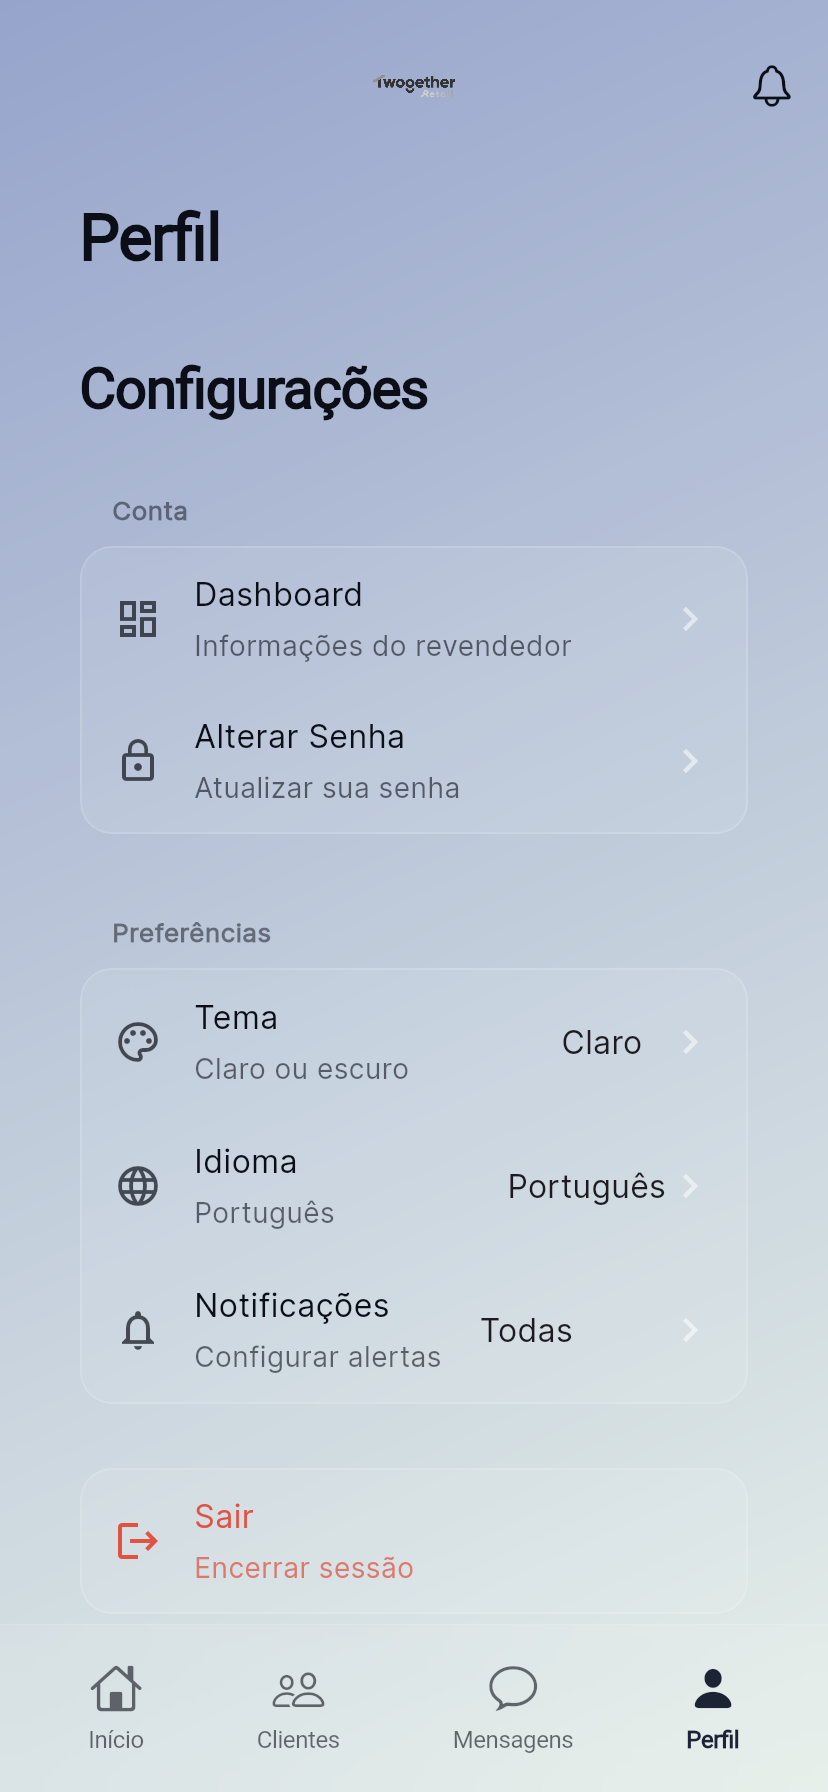 Twogether
Perfil
Configurações
Conta
Dashboard
Informações do revendedor
Alterar Senha
Atualizar sua senha
Preferências
Tema
Claro ou escuro
Claro
Idioma
Português
Português
Notificações
Configurar alertas
Todas
Sair
Encerrar sessão
Início
Clientes
Mensagens
Perfil